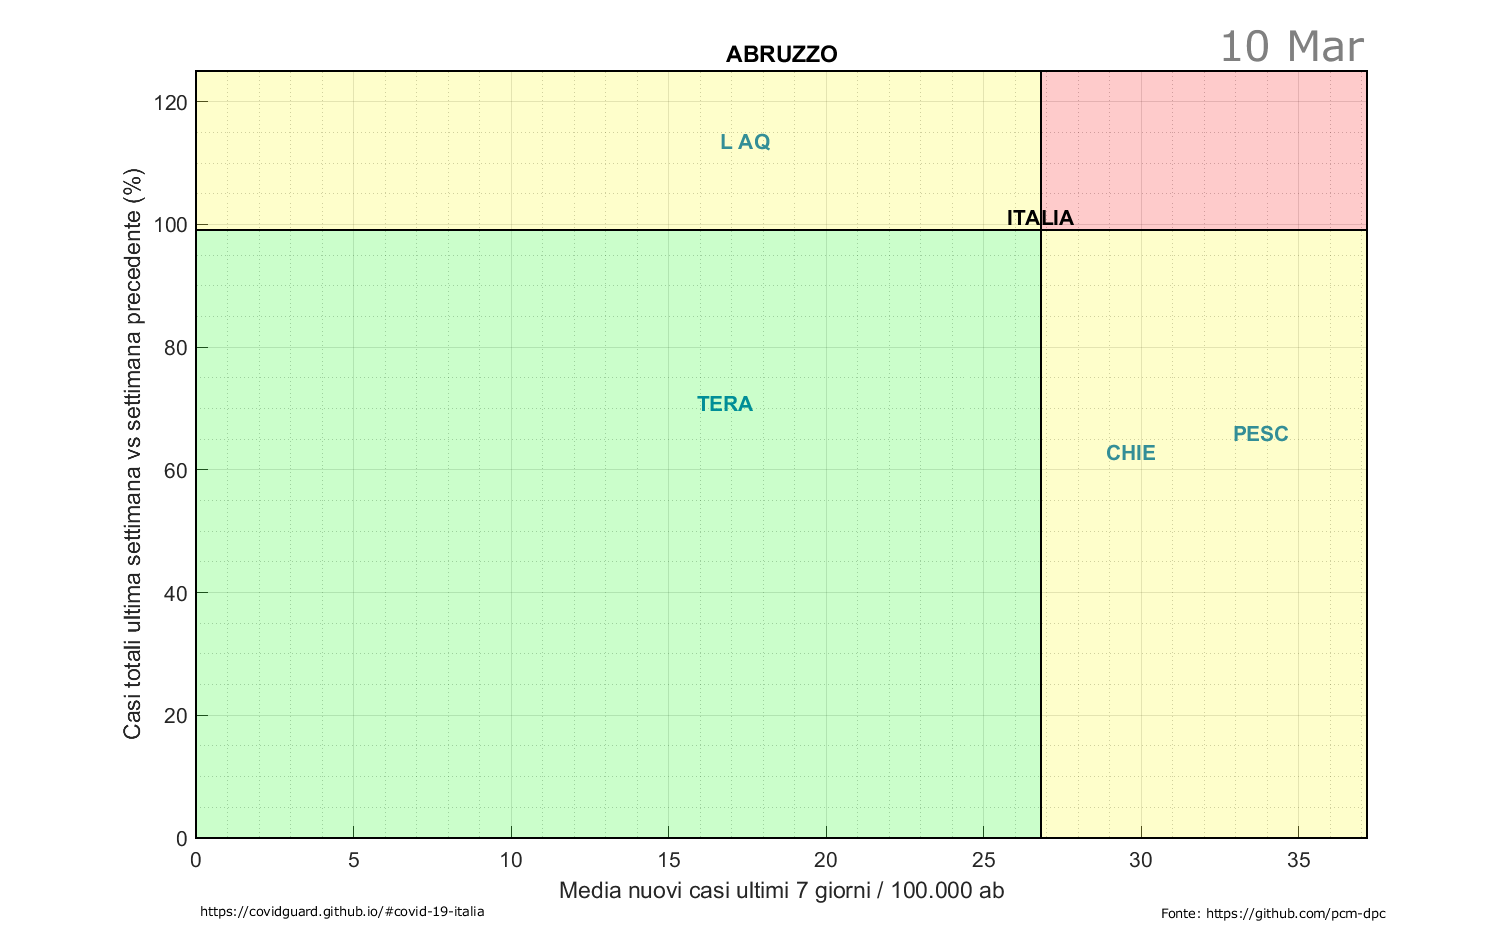 10 Mar
ABRUZZO
Casi totali ultima settimana vs settimana precedente (%)
120
100
80
60
40
20
0
L AQ
ITALIA
TERA
PESC
CHIE
0 5 10 15 20 25 30 35
Media nuovi casi ultimi 7 giorni / 100.000 ab
https://covidguard.github.io/#covid-19-italia
Fonte: https://github.com/pcm-dpc